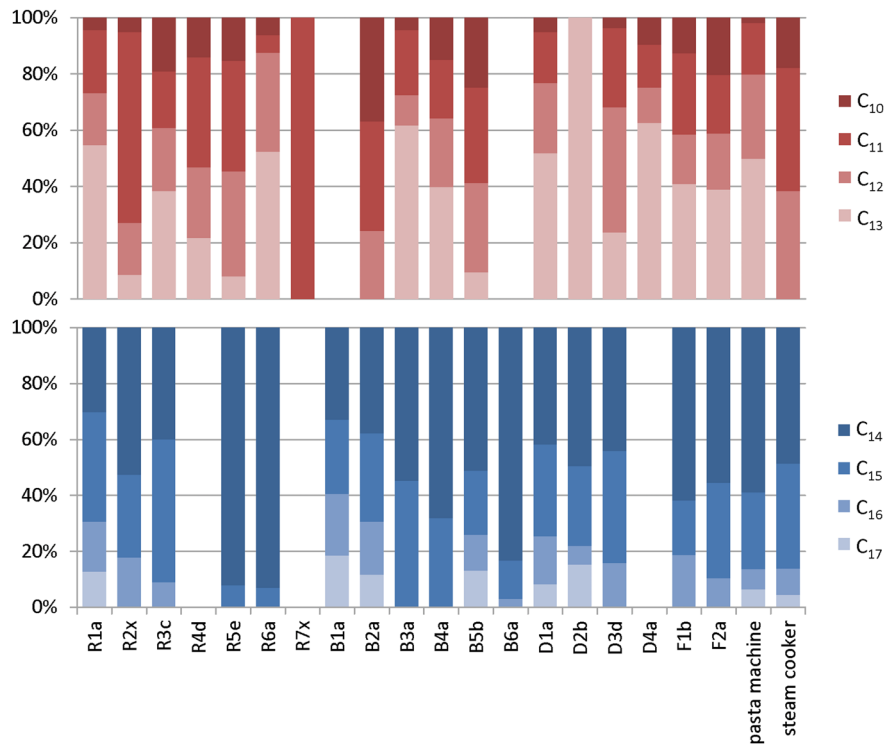 100%
80%
60%
40%
20%
0%
C₁₀
C₁₁
C₁₂
C₁₃
100%
80%
60%
40%
20%
0%
C₁₄
C₁₅
C₁₆
C₁₇
R1a
R2x
R3c
R4d
R5e
R6a
R7x
B1a
B2a
B3a
B4a
B5b
B6a
D1a
D2b
D3d
D4a
F1b
F2a
pasta machine
steam cooker